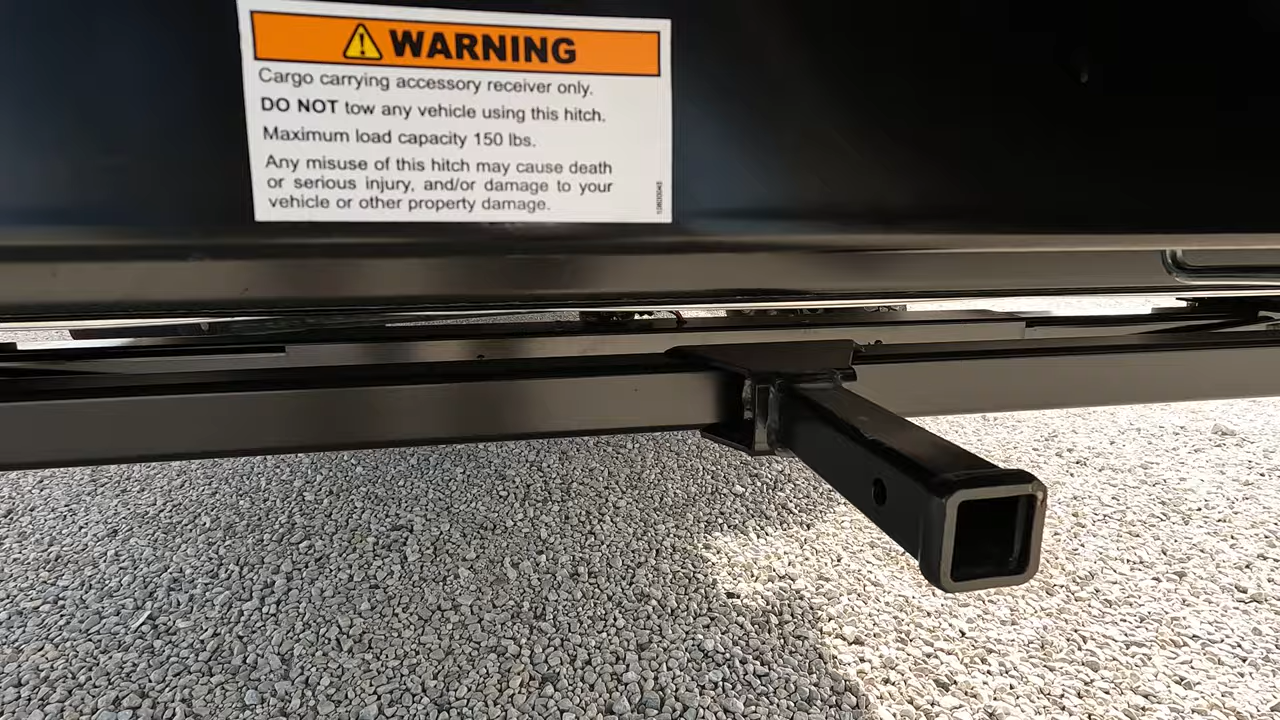 WARNING
Cargo carrying accessory receiver only.
DO NOT tow any vehicle using this hitch.
Maximum load capacity 150 lbs.
Any misuse of this hitch may cause death
or serious injury, and/or damage to your
vehicle or other property damage.